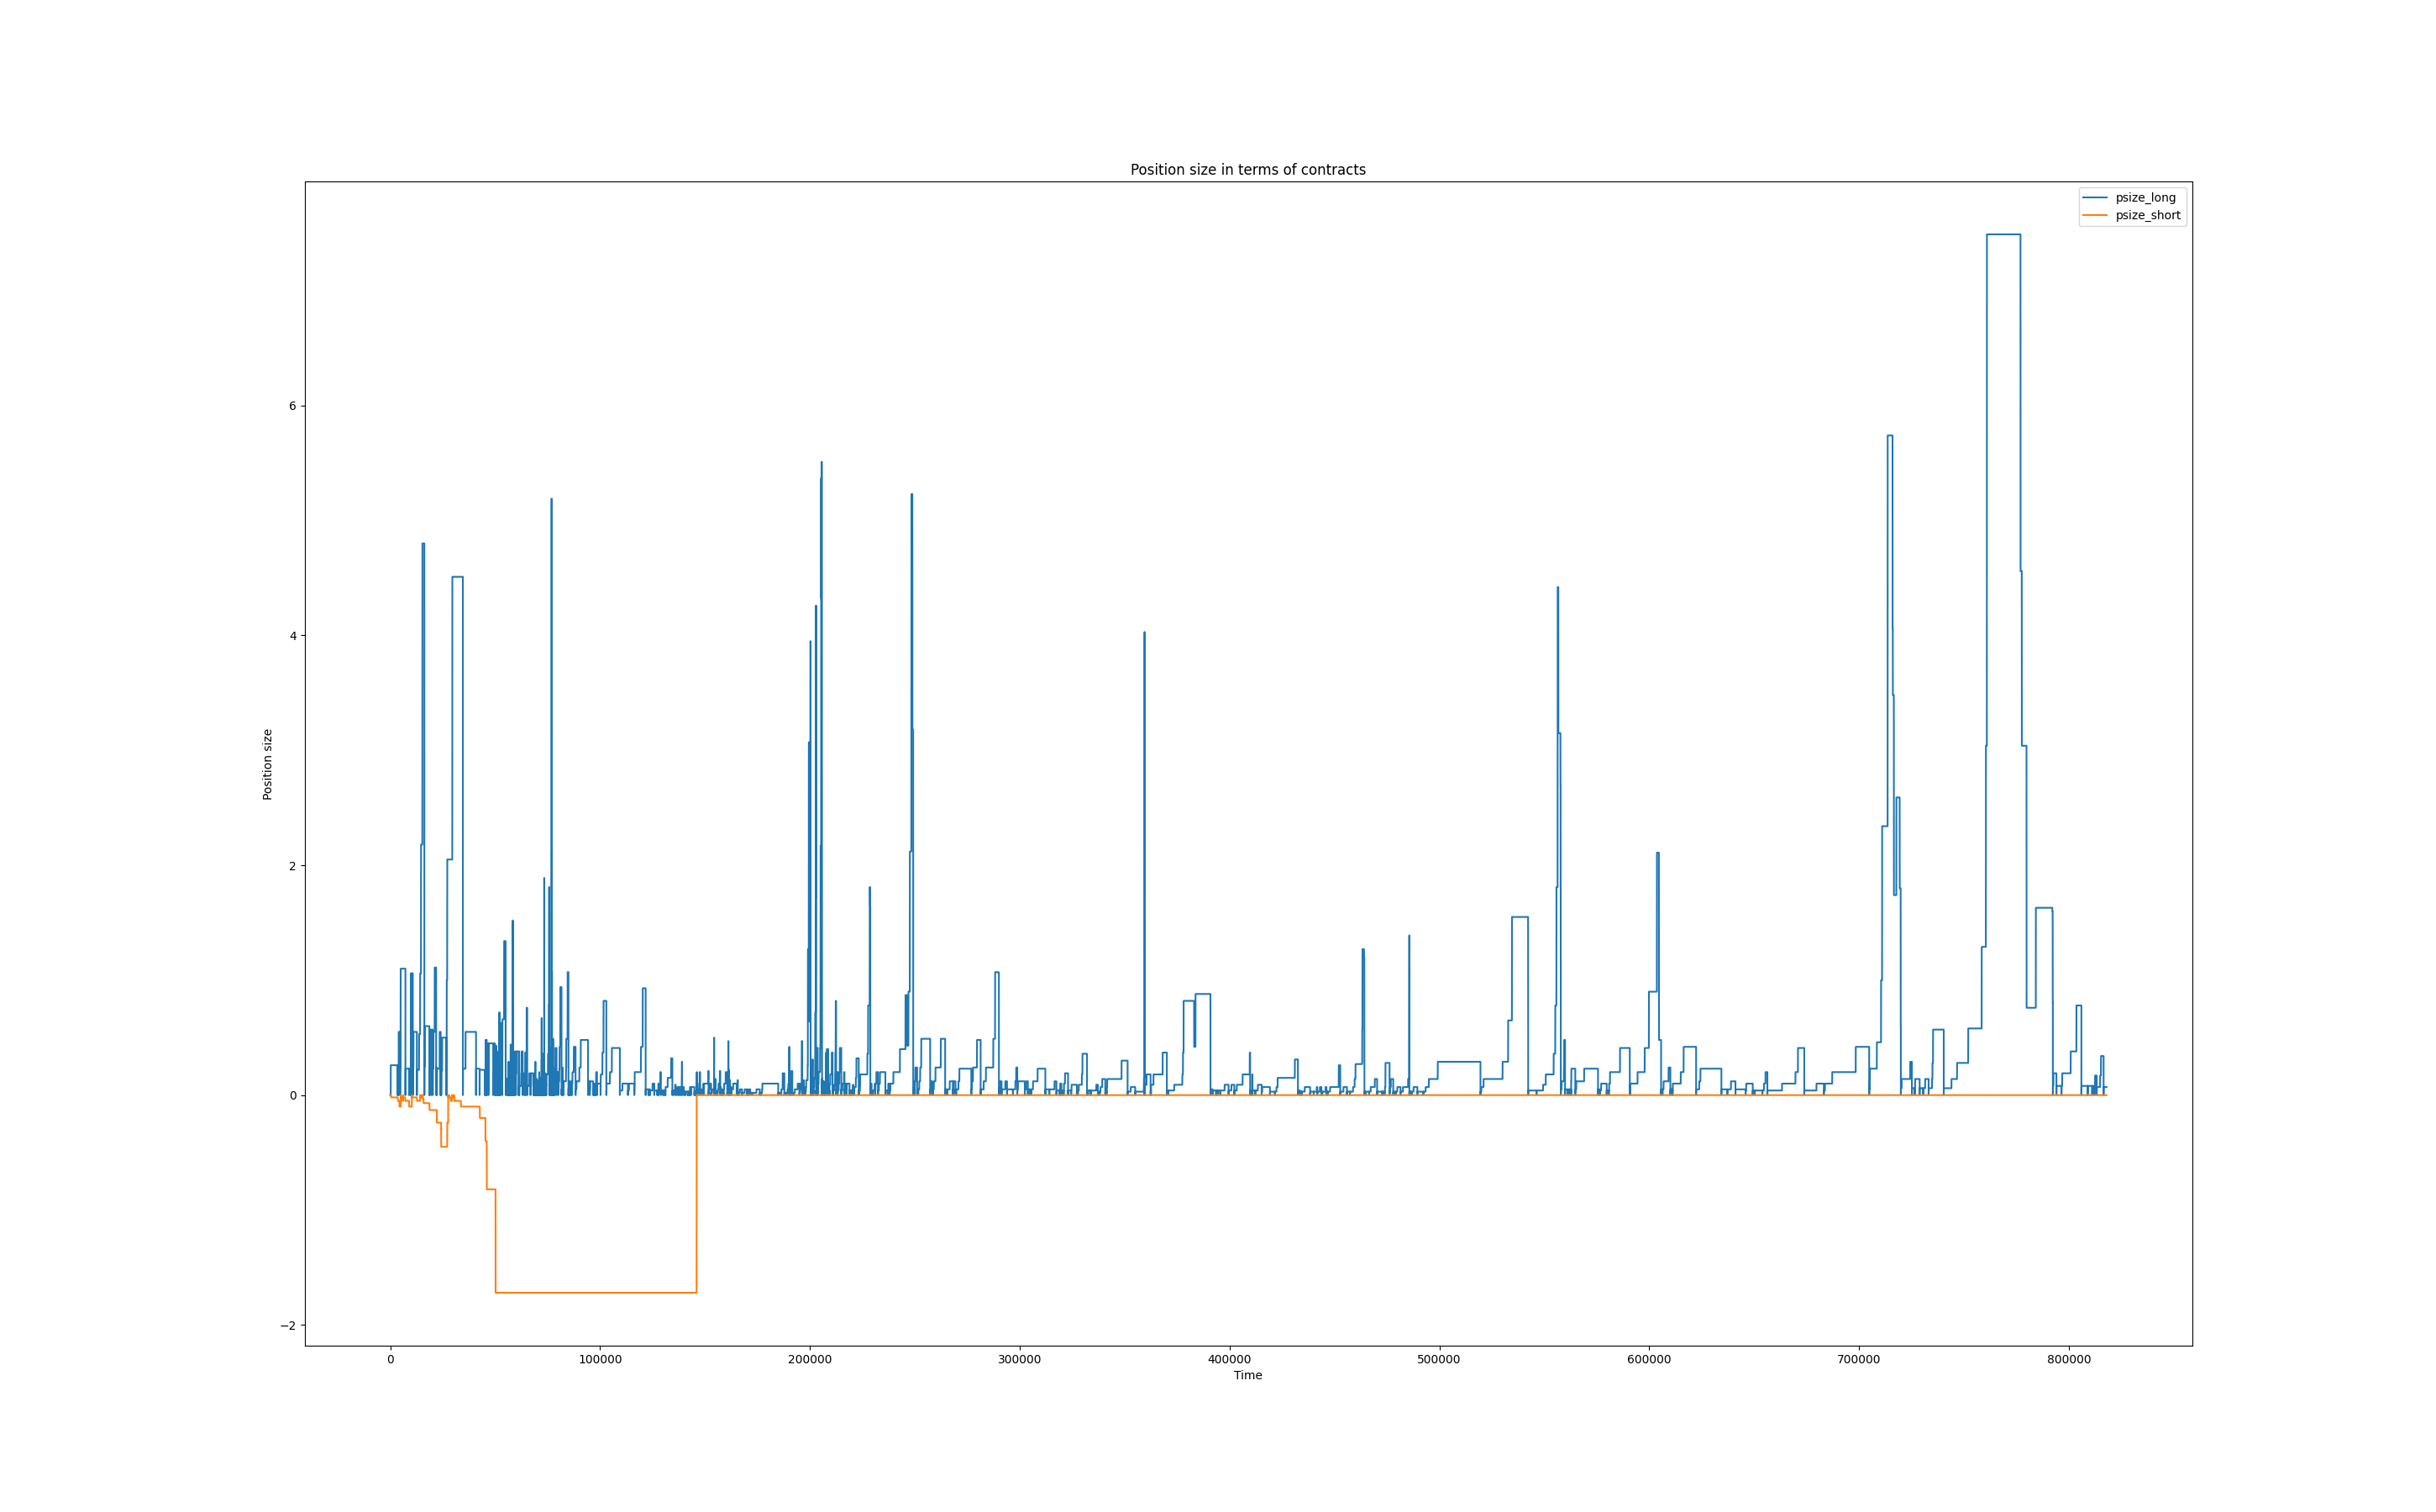 Position size in terms of contracts
psize_long
psize_short
Position size
6
4
2
0
−2
0 100000 200000 300000 400000 500000 600000 700000 800000
Time